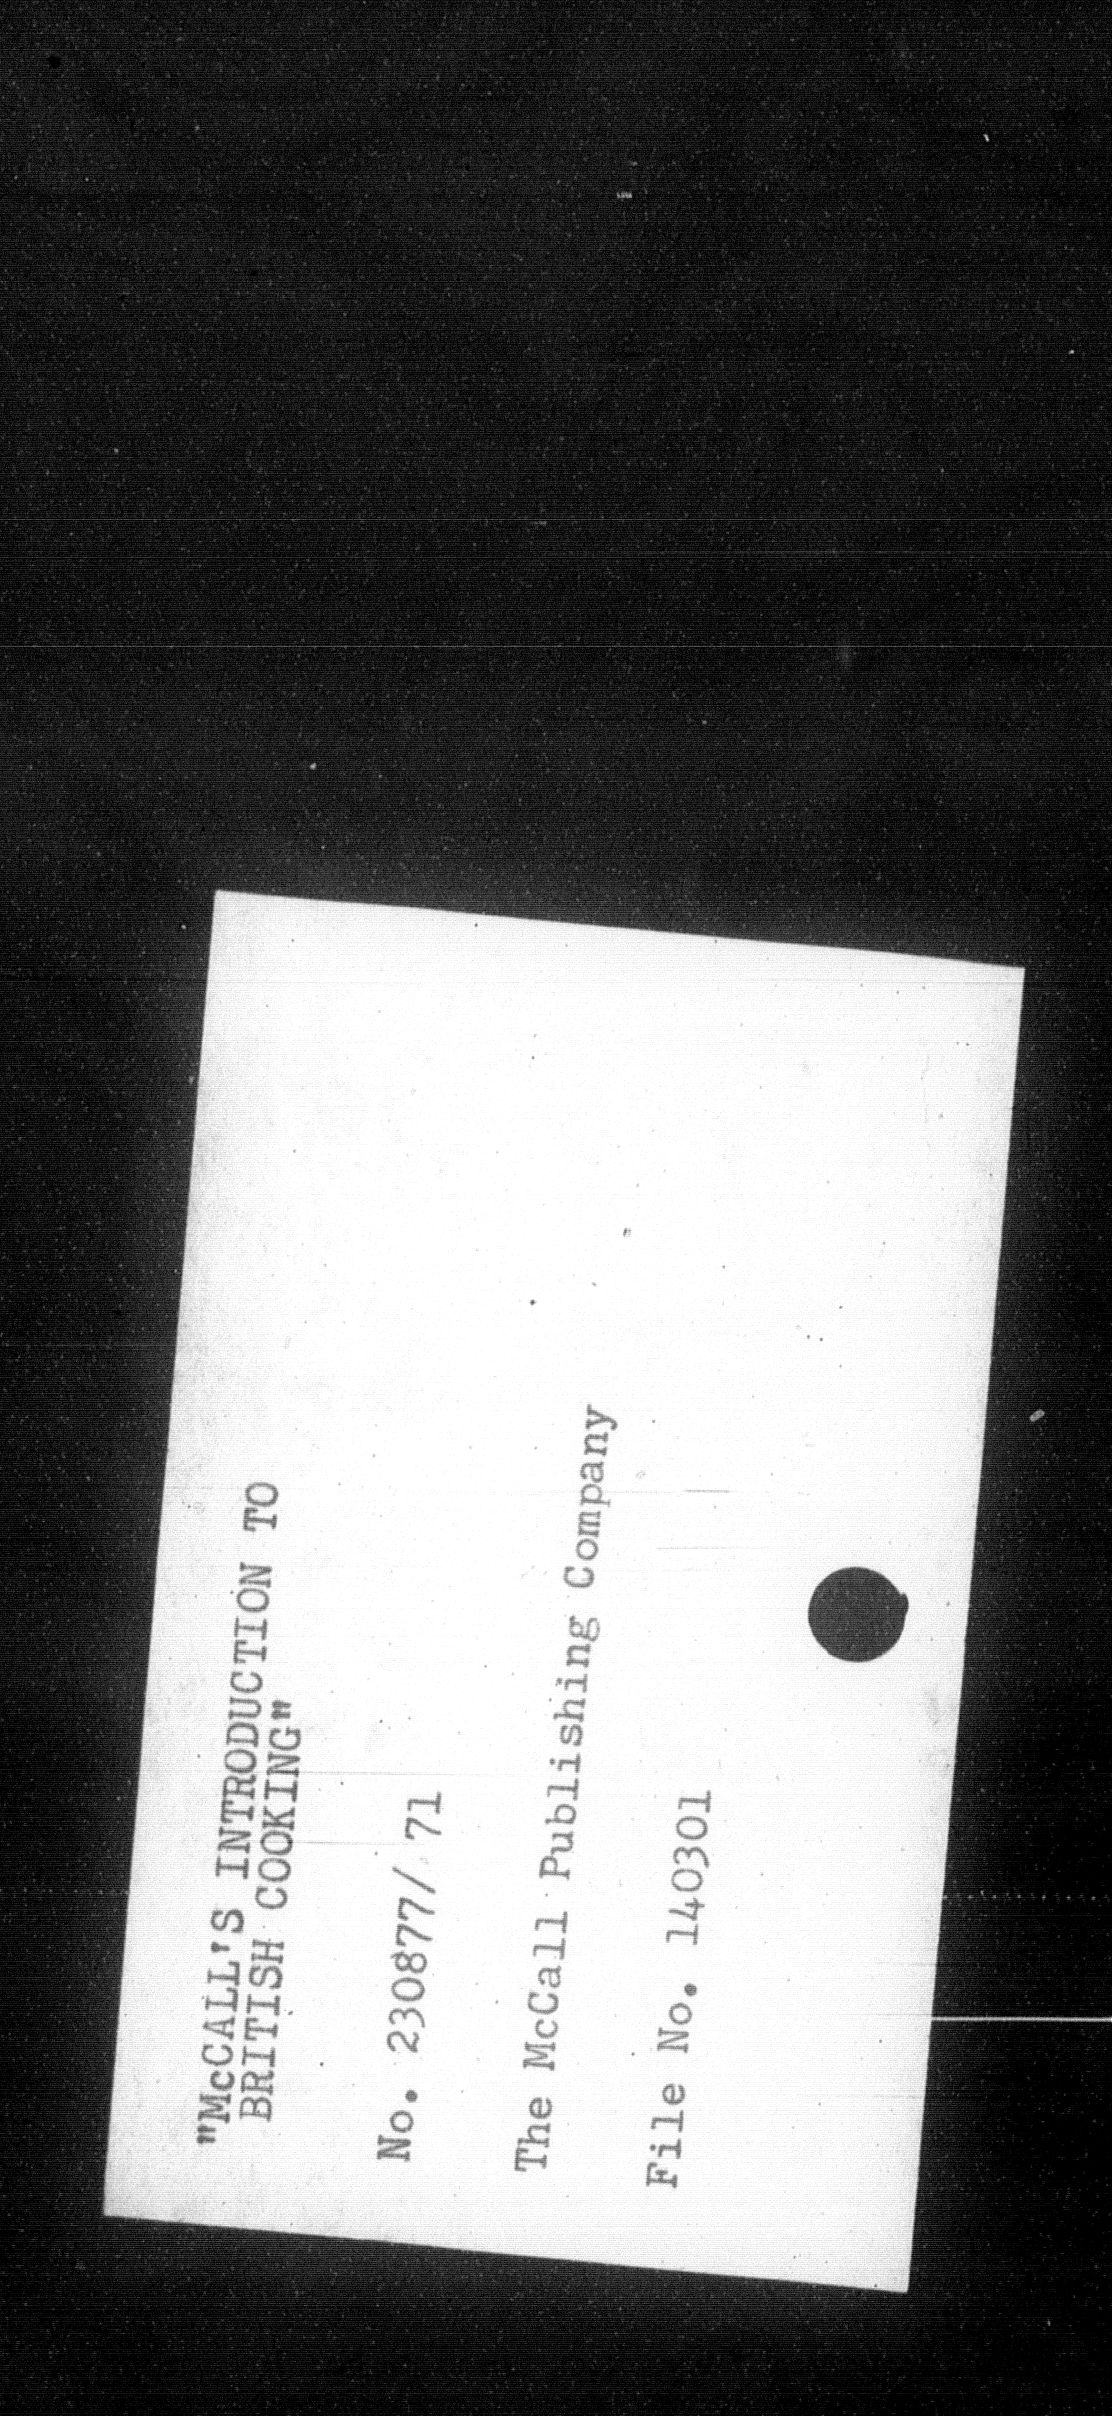 "McCALL'S INTRODUCTION TO
BRITISH COOKING"
No. 230877/ 71
The McCall Publishing Company
File No. 140301